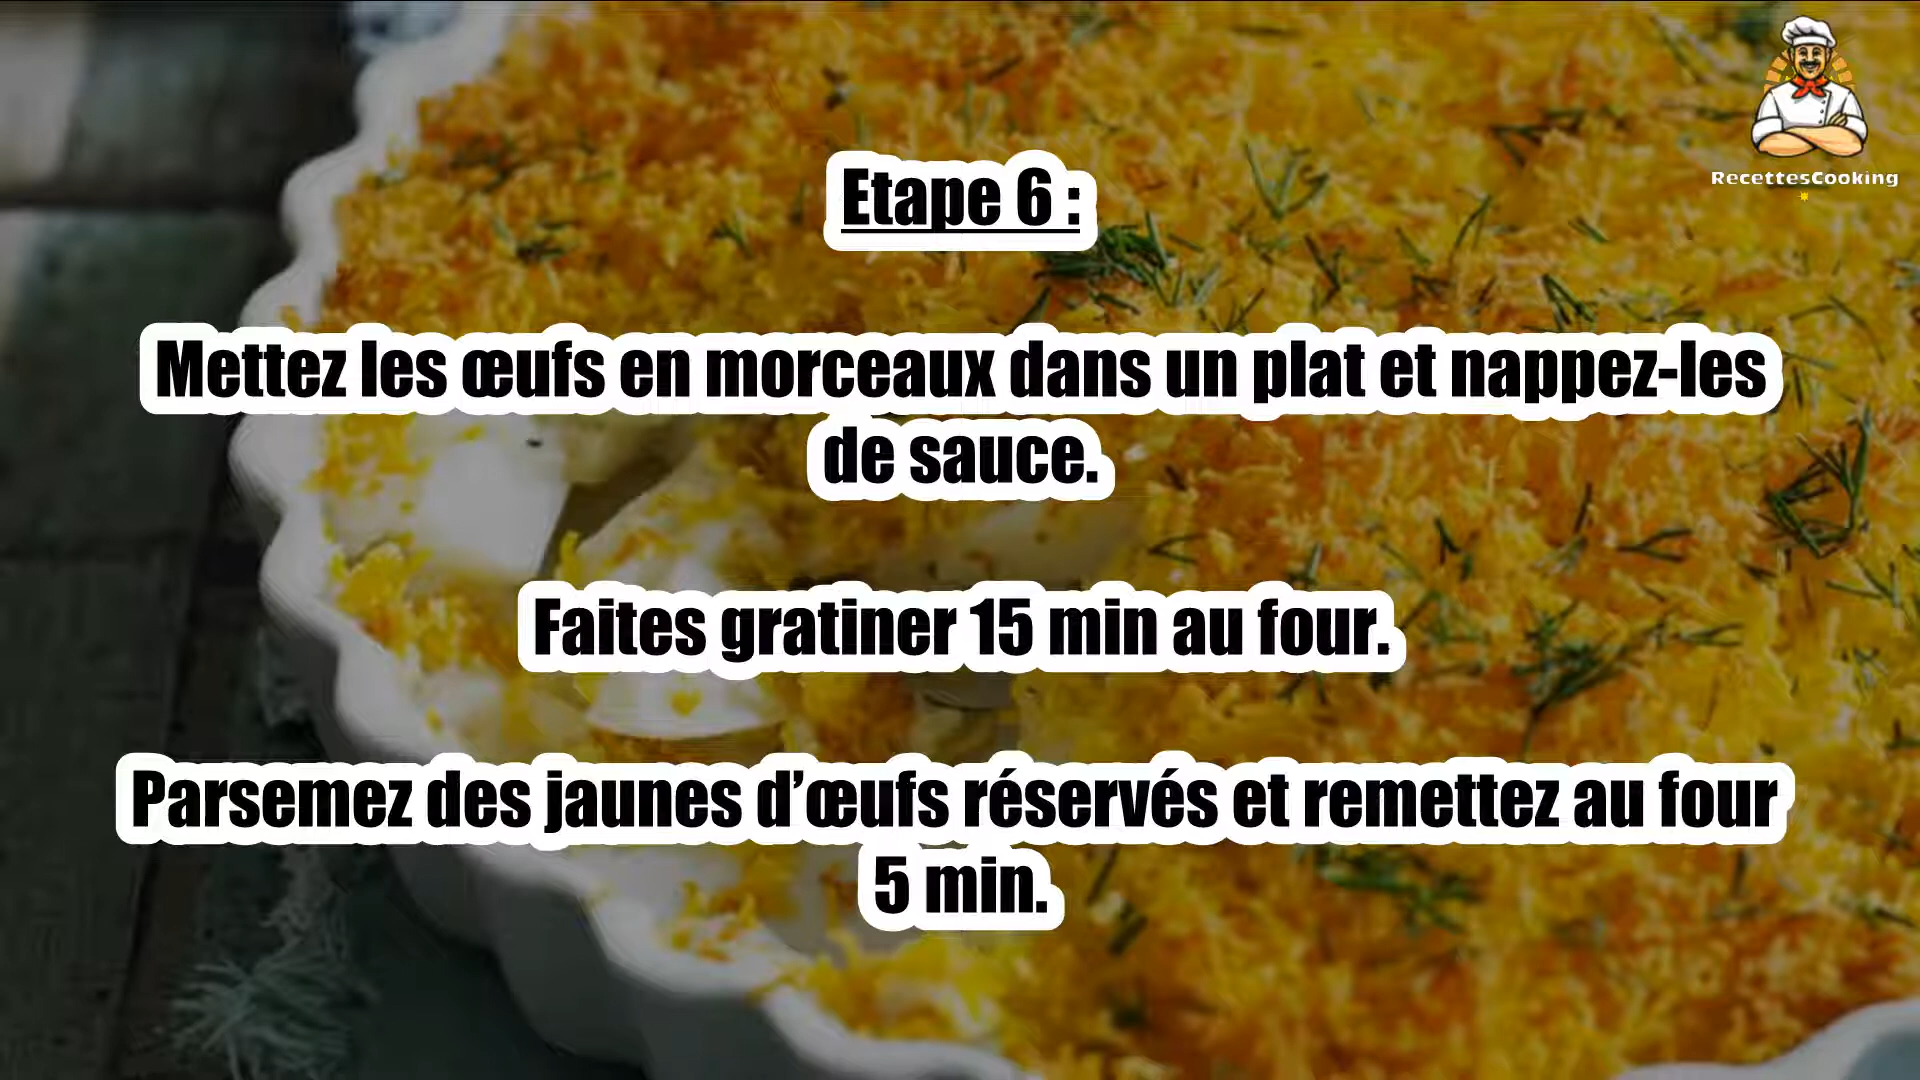 RecettesCooking
Etape 6 :
Mettez les œufs en morceaux dans un plat et nappez-les
de sauce.
Faites gratiner 15 min au four.
Parsemez des jaunes d’œufs réservés et remettez au four
5 min.